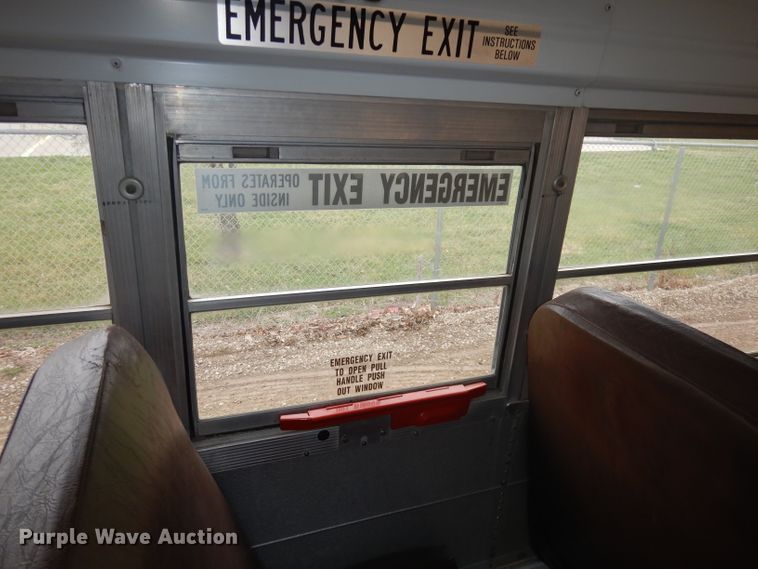 EMERGENCY EXIT SEE
INSTRUCTIONS
BELOW
EMERGENCY EXIT OPERATES FROM
INSIDE ONLY
EMERGENCY EXIT
TO OPEN PULL
HANDLE PUSH
OUT WINDOW
Purple Wave Auction